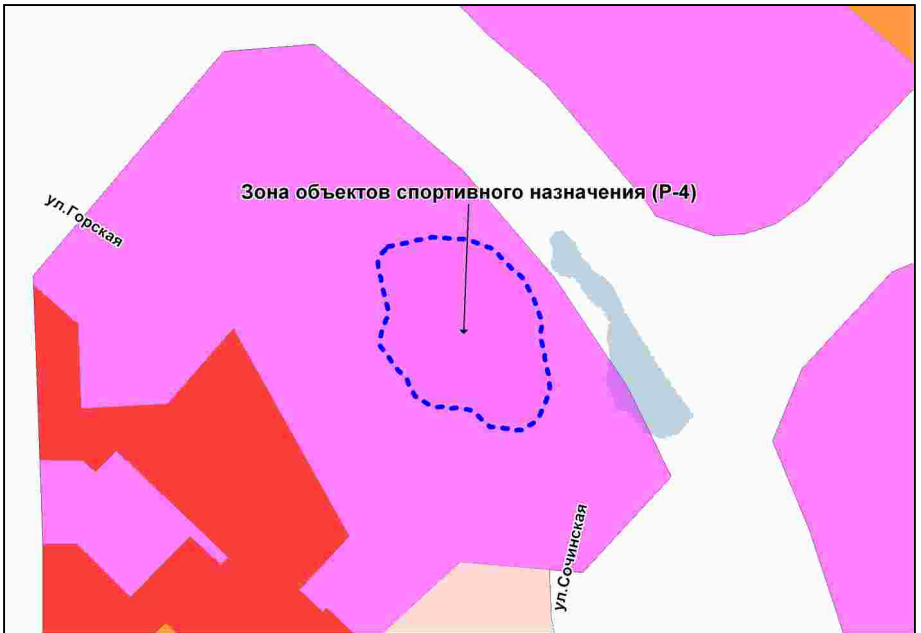 Зона объектов спортивного назначения (Р-4)
ул.Горская
ул.Сочинская